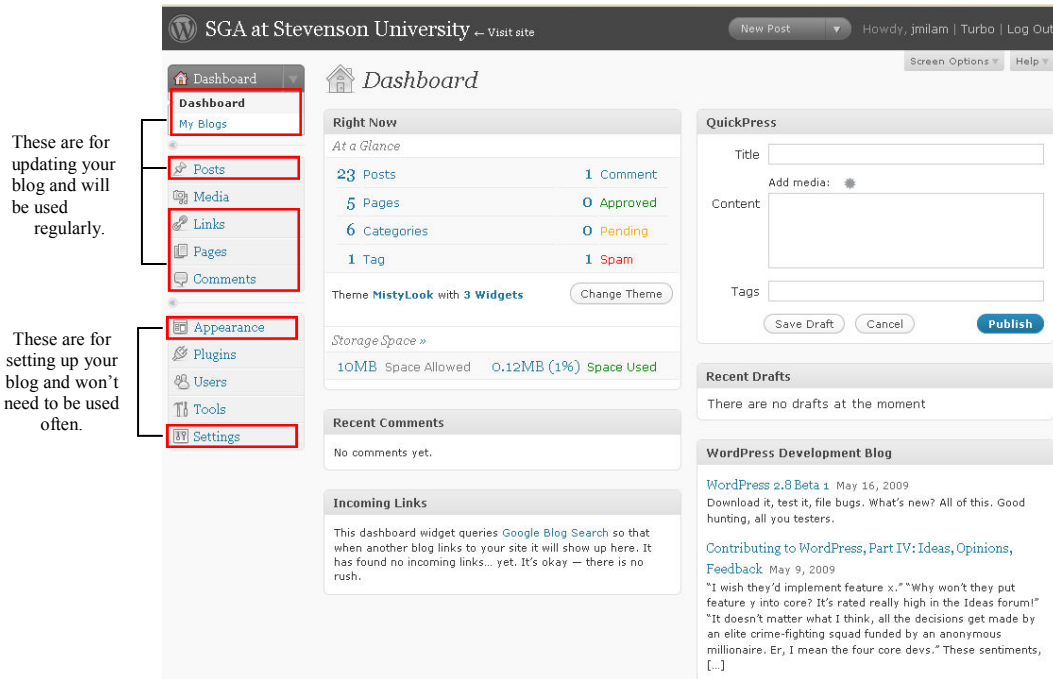 SGA at Stevenson University ← Visit site
New Post
Howdy, jmilam | Turbo | Log Out
Screen Options
Help
These are for
updating your
blog and will
be used
regularly.
These are for
setting up your
blog and won't
need to be used
often.
Dashboard
Dashboard
My Blogs
Posts
Media
Links
Pages
Comments
Appearance
Plugins
Users
Tools
Settings
Dashboard
Right Now
At a Glance
23 Posts 1 Comment
5 Pages 0 Approved
6 Categories 0 Pending
1 Tag 1 Spam
Theme MistyLook with 3 Widgets Change Theme
Storage Space »
10MB Space Allowed 0.12MB (1%) Space Used
Recent Comments
No comments yet.
Incoming Links
This dashboard widget queries Google Blog Search so that
when another blog links to your site it will show up here. It
has found no incoming links… yet. It's okay — there is no
rush.
QuickPress
Title
Add media:
Content
Tags
Save Draft Cancel Publish
Recent Drafts
There are no drafts at the moment
WordPress Development Blog
WordPress 2.8 Beta 1 May 16, 2009
Download it, test it, file bugs. What's new? All of this. Good
hunting, all you testers.
Contributing to WordPress, Part IV: Ideas, Opinions,
Feedback May 9, 2009
"I wish they'd implement feature x." "Why won't they put
feature y into core? It's rated really high in the Ideas forum!"
"It doesn't matter what I think, all the decisions get made by
an elite crime-fighting squad funded by an anonymous
millionaire. Er, I mean the four core devs." These sentiments,
[…]